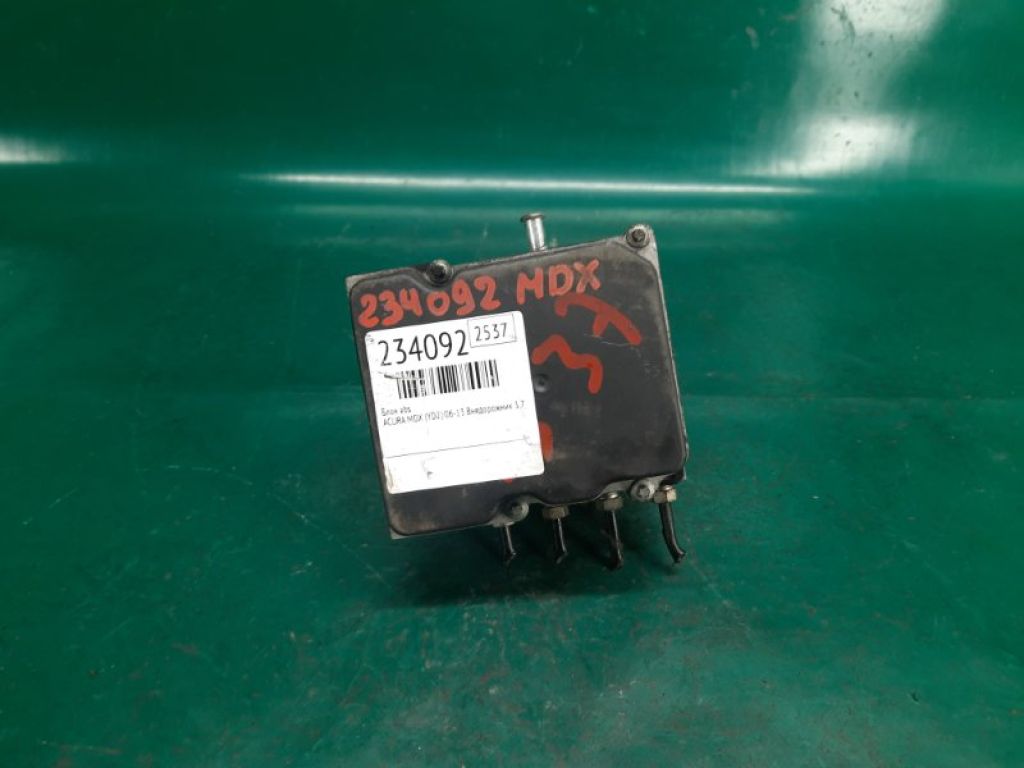 234092 MDX
234092 2537
Блок abs
ACURA MDX (YD2) 06-13 Внедорожник 3.7